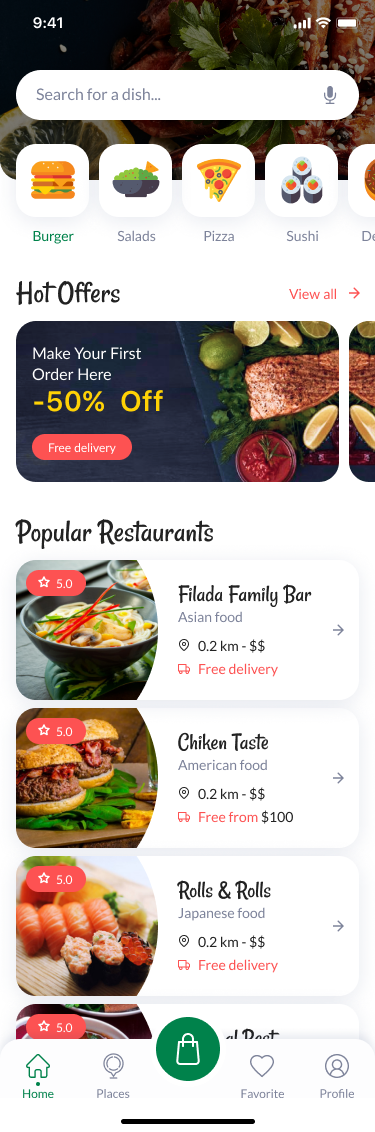 9:41
Search for a dish...
Burger
Salads
Pizza
Sushi
De
Hot Offers
View all
Make Your First
Order Here
-50% Off
Free delivery
Popular Restaurants
5.0
Filada Family Bar
Asian food
0.2 km - $$
Free delivery
5.0
Chiken Taste
American food
0.2 km - $$
Free from $100
5.0
Rolls & Rolls
Japanese food
0.2 km - $$
Free delivery
5.0
Home
Places
Favorite
Profile